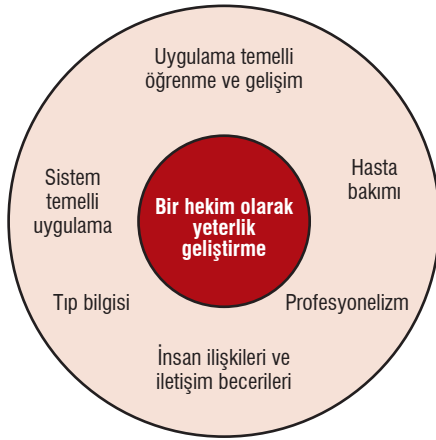 Uygulama temelli
öğrenme ve gelişim
Hasta
bakımı
Sistem
temelli
uygulama
Bir hekim olarak
yeterlik
geliştirme
Tıp bilgisi
Profesyonelizm
İnsan ilişkileri ve
iletişim becerileri